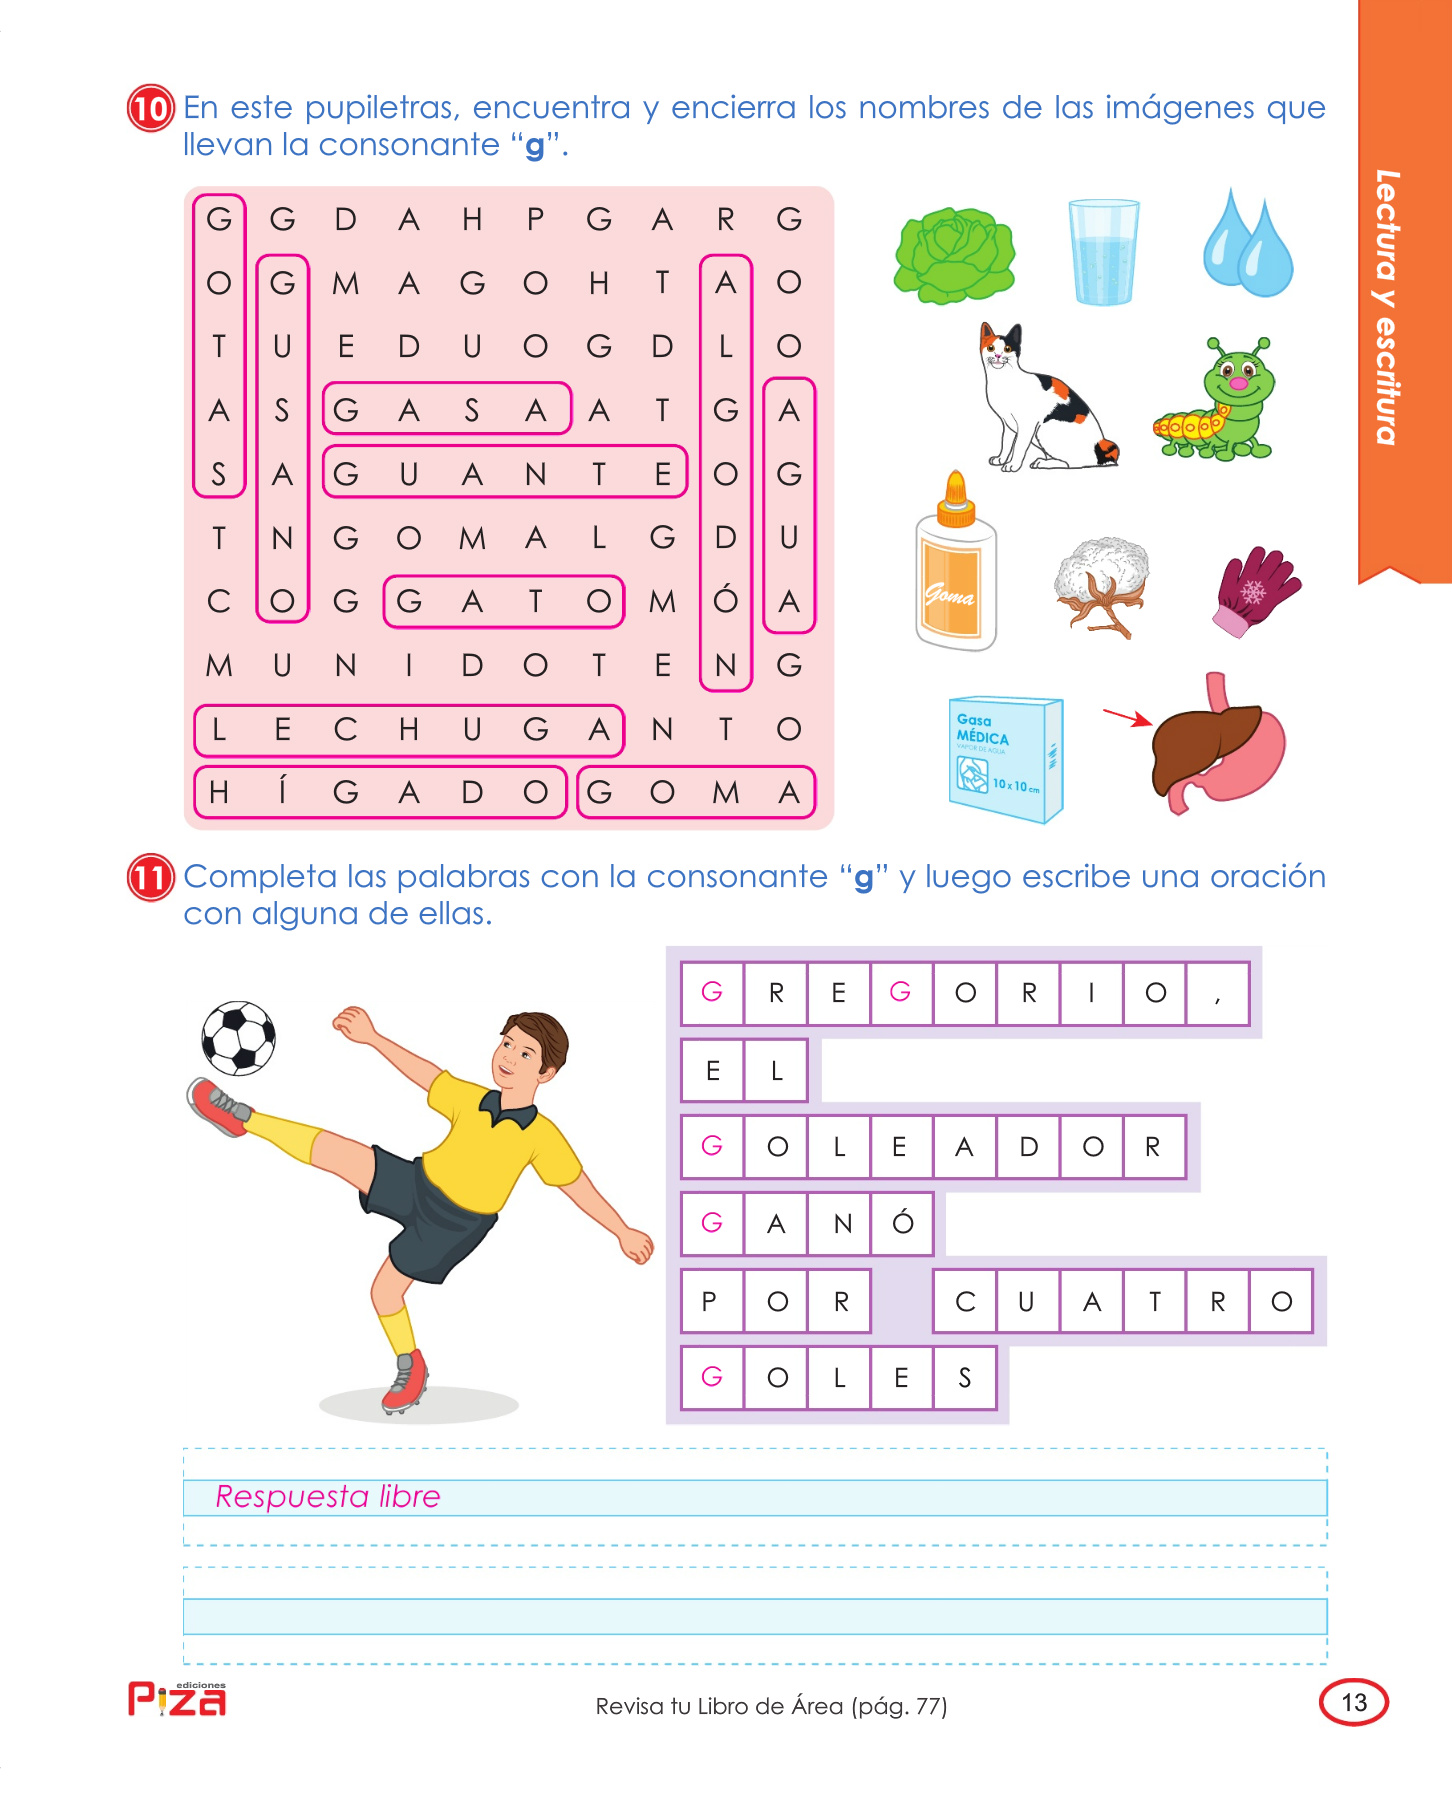 10 En este pupiletras, encuentra y encierra los nombres de las imágenes que
llevan la consonante “g”.
G G D A H P G A R G
O G M A G O H T A O
T U E D U O G D L O
A S G A S A A T G A
S A G U A N T E O G
T N G O M A L G D U
C O G G A T O M Ó A
M U N I D O T E N G
L E C H U G A N T O
H Í G A D O G O M A
Goma
Gasa
MÉDICA
VAPOR DE AGUA
10 x 10 cm
Lectura y escritura
11 Completa las palabras con la consonante “g” y luego escribe una oración
con alguna de ellas.
G R E G O R I O ,
E L
G O L E A D O R
G A N Ó
P O R C U A T R O
G O L E S
Respuesta libre
ediciones
Piza
Revisa tu Libro de Área (pág. 77)
13